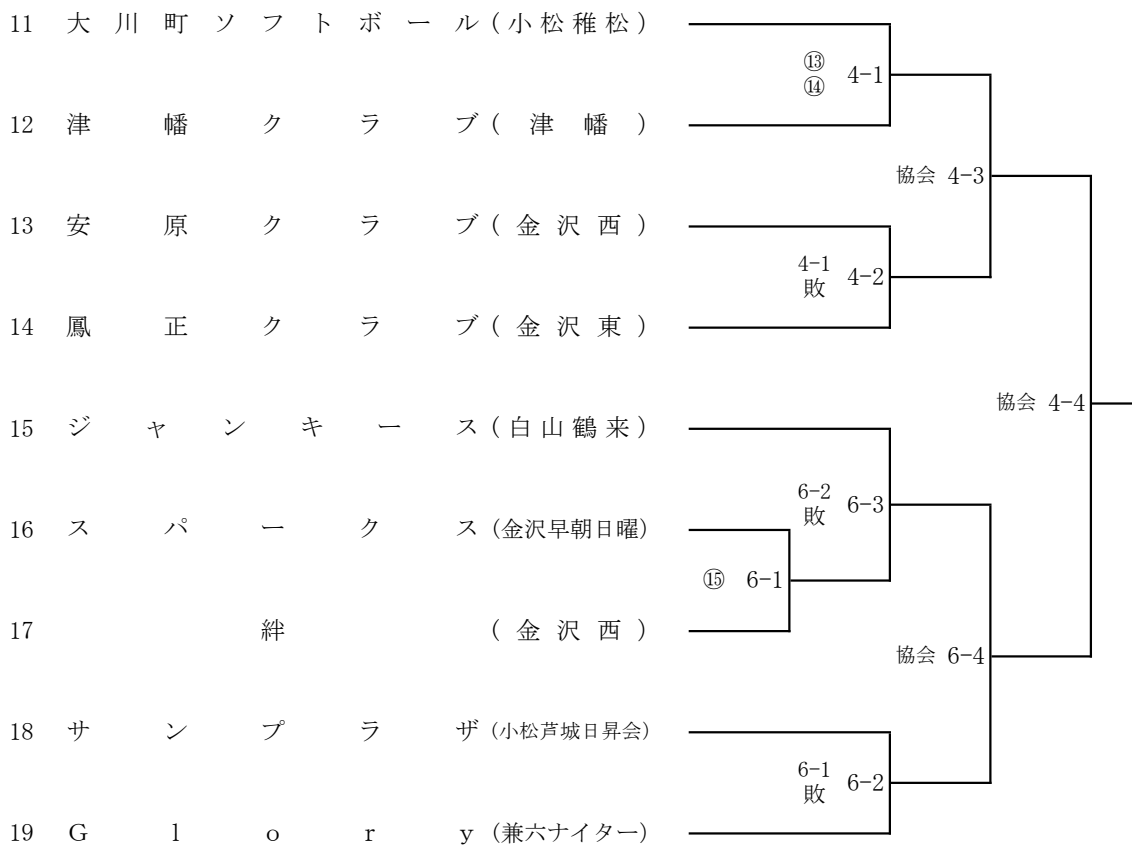 11 大川町ソフトボール(小松稚松)
⑬ 4-1
⑭
12 津幡クラブ(津幡)
協会 4-3
13 安原クラブ(金沢西)
4-1 4-2
敗
14 鳳正クラブ(金沢東)
協会 4-4
15 ジャンキース(白山鶴来)
6-2 6-3
敗
16 スパークス(金沢早朝日曜)
⑮ 6-1
17 絆(金沢西)
協会 6-4
18 サンプラザ(小松芦城日昇会)
6-1 6-2
敗
19 Glory(兼六ナイター)